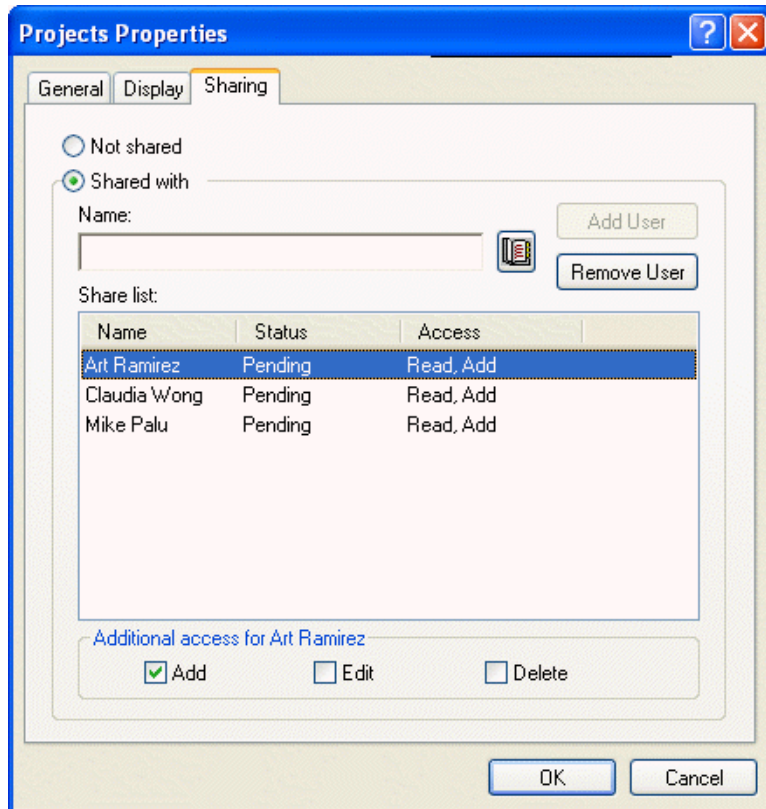 Projects Properties
General Display Sharing
Not shared
Shared with
Name:
Add User
Remove User
Share list:
Name Status Access
Art Ramirez Pending Read, Add
Claudia Wong Pending Read, Add
Mike Palu Pending Read, Add
Additional access for Art Ramirez
Add Edit Delete
OK Cancel